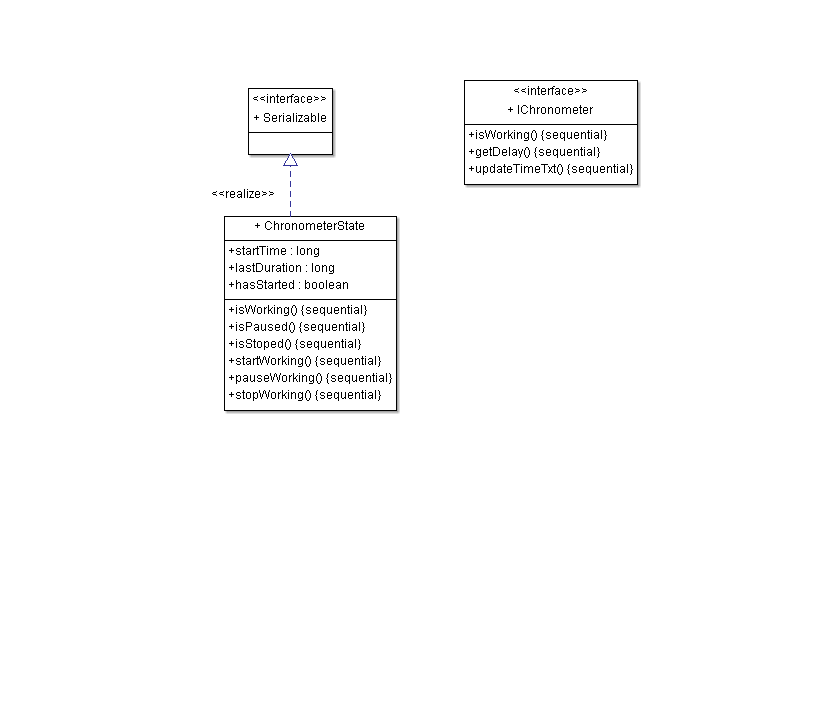 <<interface>>
+ Serializable
<<interface>>
+ IChronometer
+isWorking() {sequential}
+getDelay() {sequential}
+updateTimeTxt() {sequential}
<<realize>>
+ ChronometerState
+startTime : long
+lastDuration : long
+hasStarted : boolean
+isWorking() {sequential}
+isPaused() {sequential}
+isStoped() {sequential}
+startWorking() {sequential}
+pauseWorking() {sequential}
+stopWorking() {sequential}